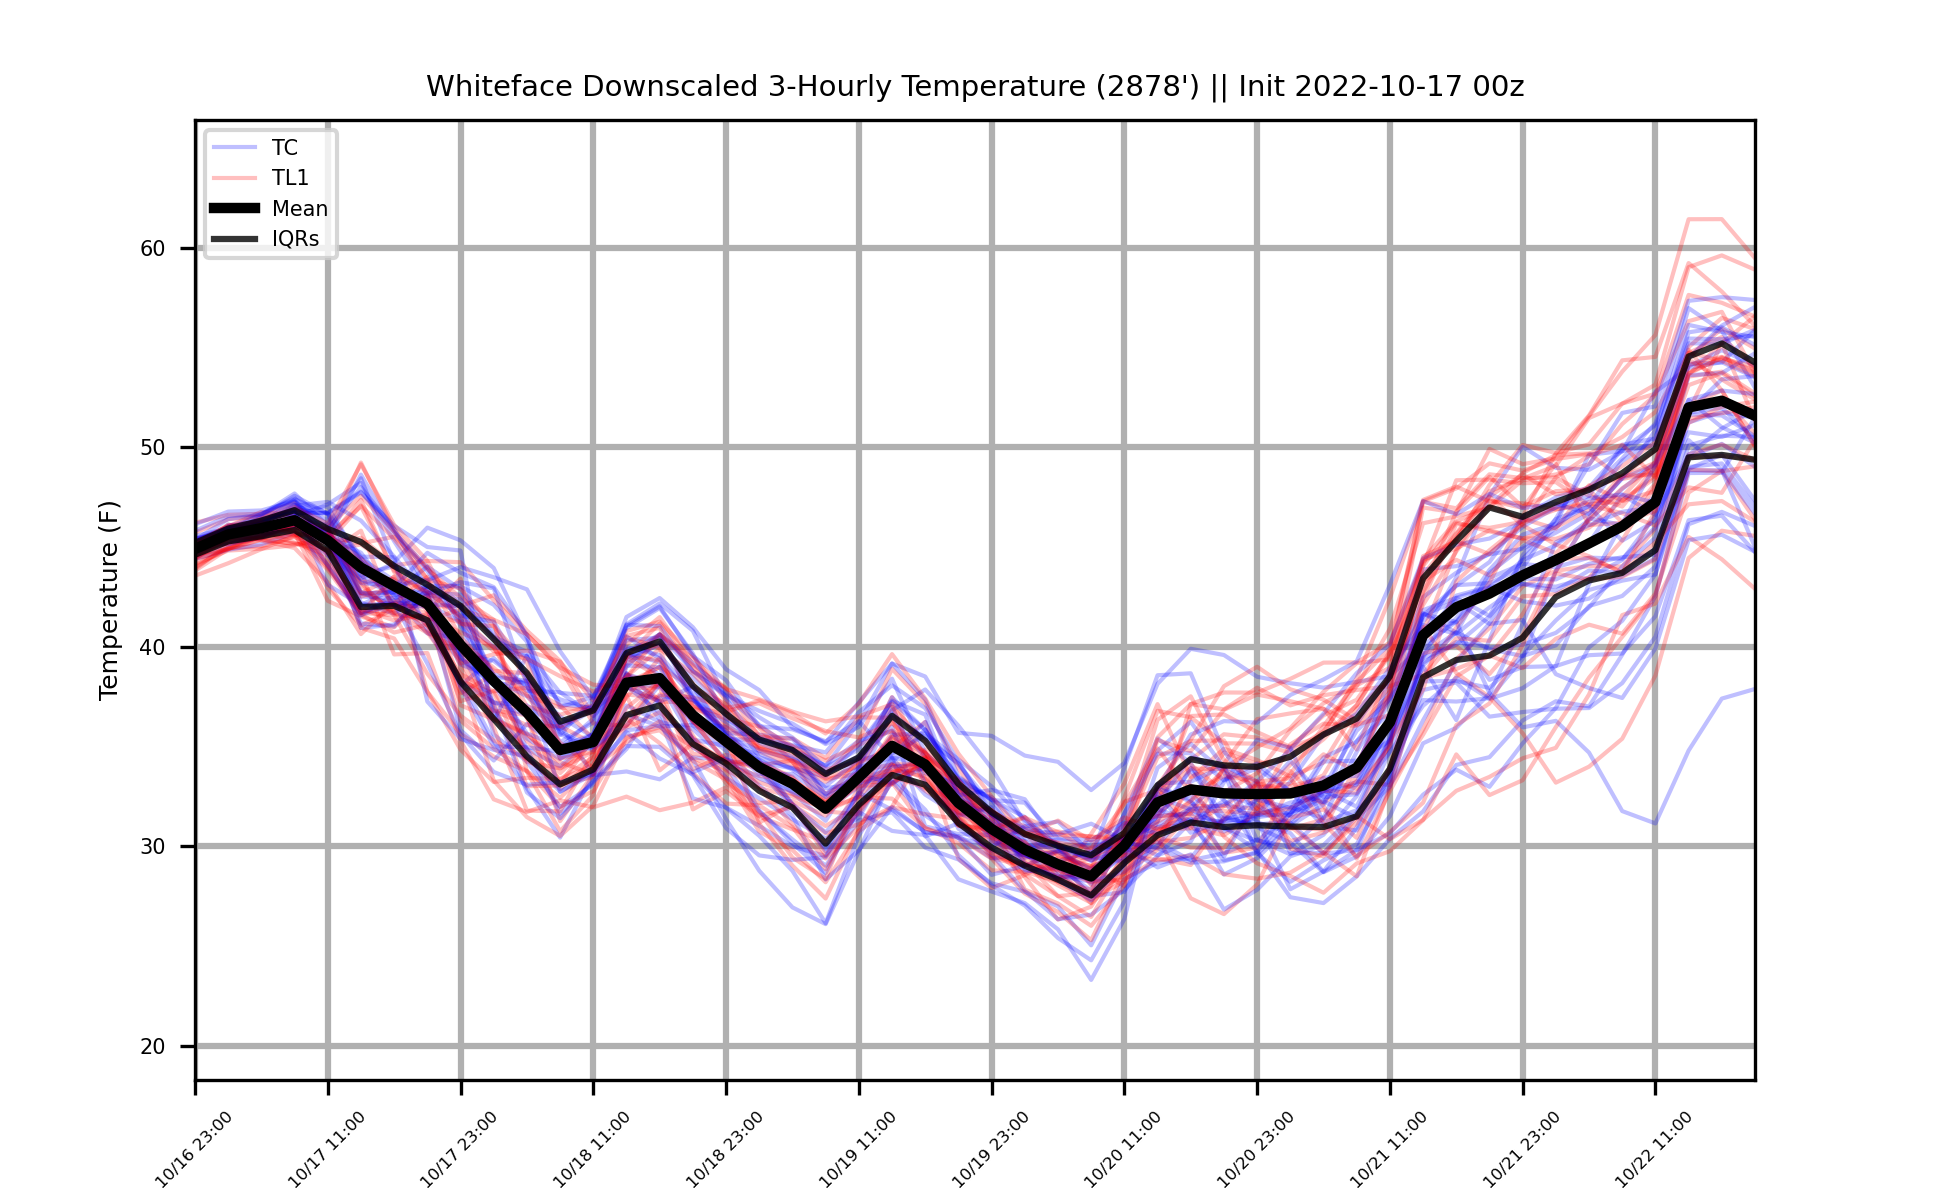 Whiteface Downscaled 3-Hourly Temperature (2878') || Init 2022-10-17 00z
TC
TL1
Mean
IQRs
Temperature (F)
60
50
40
30
20
10/16 23:00
10/17 11:00
10/17 23:00
10/18 11:00
10/18 23:00
10/19 11:00
10/19 23:00
10/20 11:00
10/20 23:00
10/21 11:00
10/21 23:00
10/22 11:00